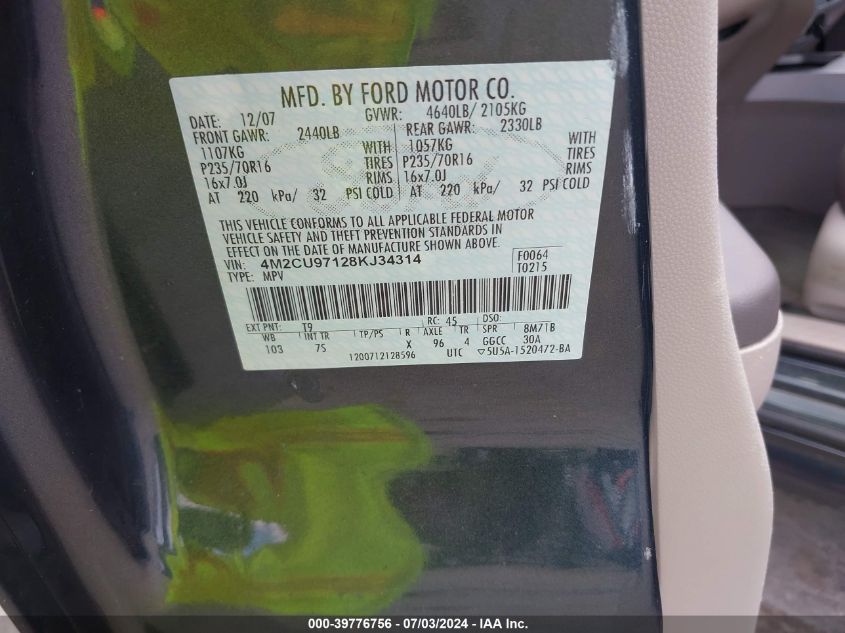 MFD. BY FORD MOTOR CO.
DATE: 12/07 GVWR: 4640LB/ 2105KG
FRONT GAWR: 2440LB REAR GAWR: 2330LB
1107KG WITH 1057KG WITH
P235/70R16 TIRES P235/70R16 TIRES
16x7.0J RIMS 16x7.0J RIMS
AT 220 kPa/ 32 PSI COLD AT 220 kPa/ 32 PSI COLD
THIS VEHICLE CONFORMS TO ALL APPLICABLE FEDERAL MOTOR
VEHICLE SAFETY AND THEFT PREVENTION STANDARDS IN
EFFECT ON THE DATE OF MANUFACTURE SHOWN ABOVE.
VIN: 4M2CU97128KJ34314 F0064
TYPE: MPV T0215
EXT PNT: T9 RC: 45 DSO:
WB INT TR TP/PS R AXLE TR SPR 8M71B
103 75 X 96 4 GGCC 30A
1200712128596 UTC ▽5U5A-1520472-BA
000-39776756 - 07/03/2024 - IAA Inc.